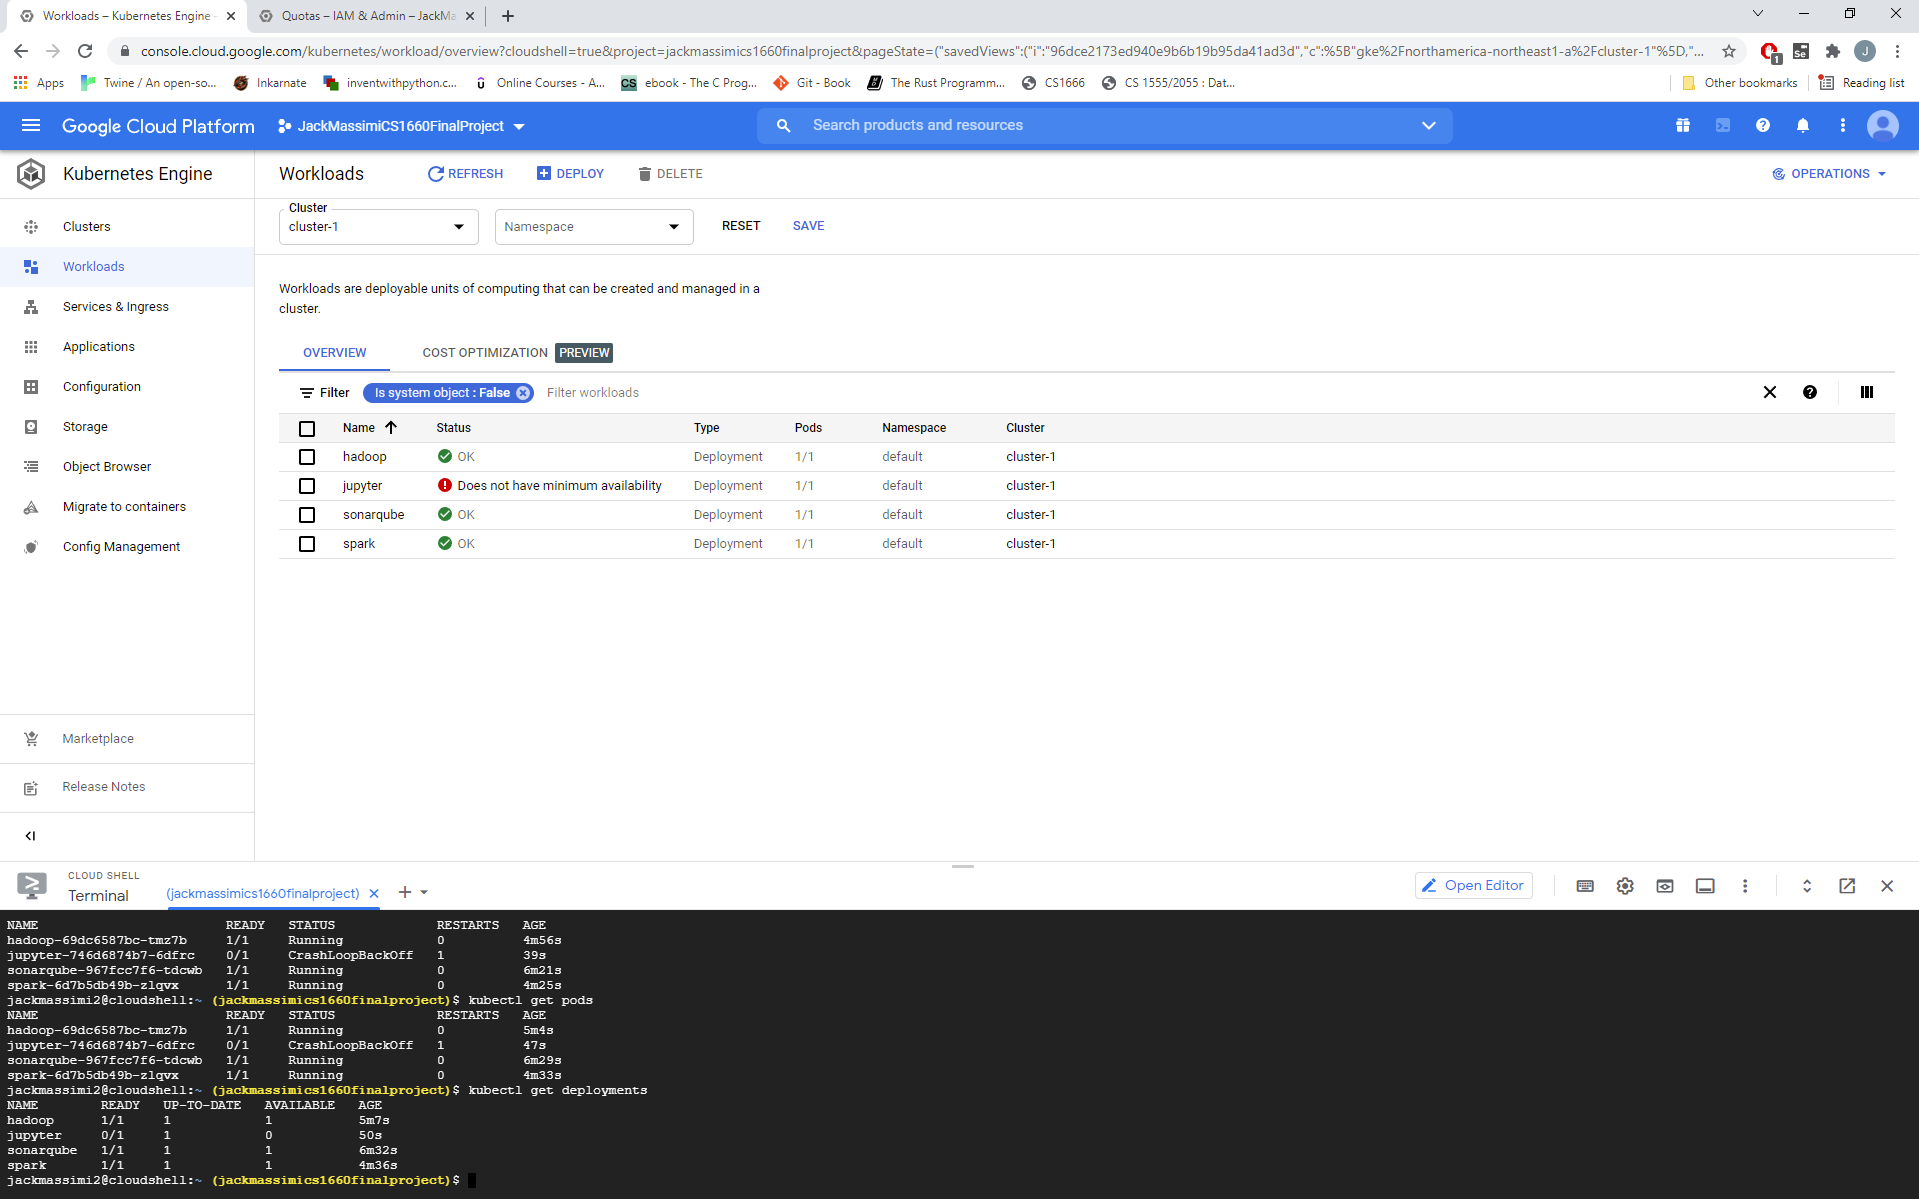 Workloads – Kubernetes Engine -
Quotas – IAM & Admin – JackMa
console.cloud.google.com/kubernetes/workload/overview?cloudshell=true&project=jackmassimics1660finalproject&pageState=("savedViews":("i":"96dce2173ed940e9b6b19b95da41ad3d","c":%5B"gke%2Fnorthamerica-northeast1-a%2Fcluster-1"%5D,"...
1
Se
J
Apps
Twine / An open-so...
Inkarnate
inventwithpython.c...
Online Courses - A...
CS
ebook - The C Prog...
Git - Book
The Rust Programm...
CS1666
CS 1555/2055 : Dat...
Other bookmarks
Reading list
Google Cloud Platform
JackMassimiCS1660FinalProject
Search products and resources
Kubernetes Engine
Workloads
REFRESH
DEPLOY
DELETE
OPERATIONS
Clusters
Workloads
Services & Ingress
Applications
Configuration
Storage
Object Browser
Migrate to containers
Config Management
Marketplace
Release Notes
Cluster
cluster-1
Namespace
RESET
SAVE
Workloads are deployable units of computing that can be created and managed in a
cluster.
OVERVIEW
COST OPTIMIZATION PREVIEW
Filter
Is system object : False
Filter workloads
Name Status Type Pods Namespace Cluster
hadoop OK Deployment 1/1 default cluster-1
jupyter Does not have minimum availability Deployment 1/1 default cluster-1
sonarqube OK Deployment 1/1 default cluster-1
spark OK Deployment 1/1 default cluster-1
CLOUD SHELL
Terminal
(jackmassimics1660finalproject)
Open Editor
NAME READY STATUS RESTARTS AGE
hadoop-69dc6587bc-tmz7b 1/1 Running 0 4m56s
jupyter-746d6874b7-6dfrc 0/1 CrashLoopBackOff 1 39s
sonarqube-967fcc7f6-tdcwb 1/1 Running 0 6m21s
spark-6d7b5db49b-zlqvx 1/1 Running 0 4m25s
jackmassimi2@cloudshell:~ (jackmassimics1660finalproject)$ kubectl get pods
NAME READY STATUS RESTARTS AGE
hadoop-69dc6587bc-tmz7b 1/1 Running 0 5m4s
jupyter-746d6874b7-6dfrc 0/1 CrashLoopBackOff 1 47s
sonarqube-967fcc7f6-tdcwb 1/1 Running 0 6m29s
spark-6d7b5db49b-zlqvx 1/1 Running 0 4m33s
jackmassimi2@cloudshell:~ (jackmassimics1660finalproject)$ kubectl get deployments
NAME READY UP-TO-DATE AVAILABLE AGE
hadoop 1/1 1 1 5m7s
jupyter 0/1 1 0 50s
sonarqube 1/1 1 1 6m32s
spark 1/1 1 1 4m36s
jackmassimi2@cloudshell:~ (jackmassimics1660finalproject)$